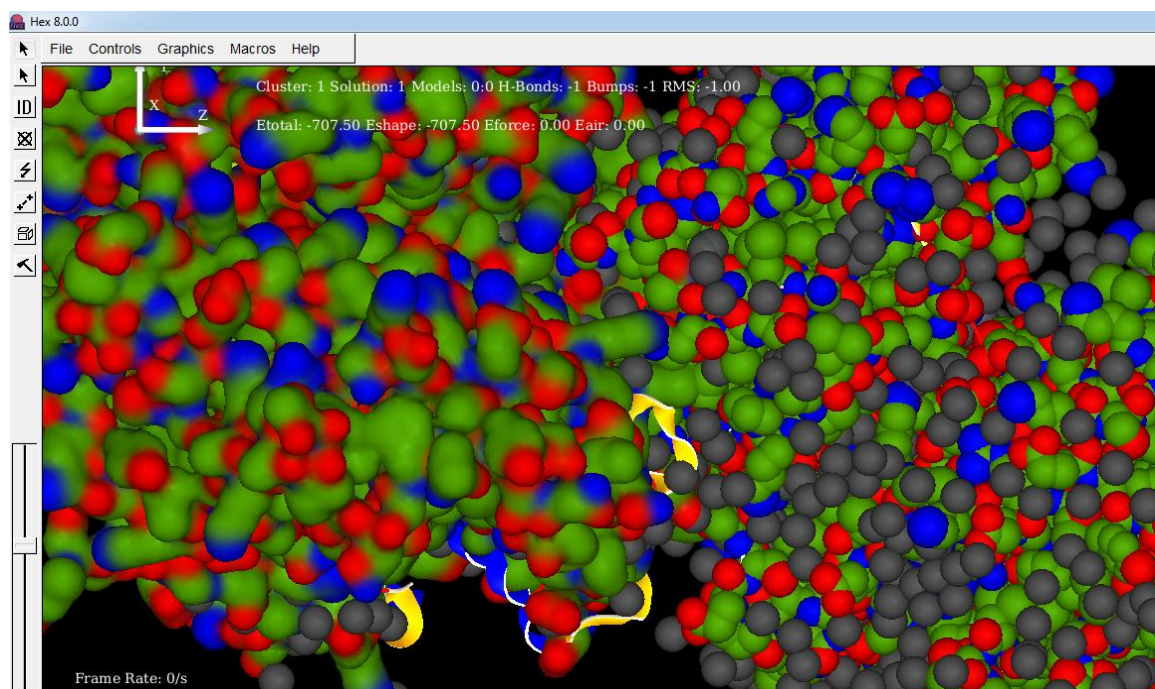 Hex 8.0.0
File Controls Graphics Macros Help
Cluster: 1 Solution: 1 Models: 0:0 H-Bonds: -1 Bumps: -1 RMS: -1.00
X
Z
Etotal: -707.50 Eshape: -707.50 Eforce: 0.00 Eair: 0.00
ID
Frame Rate: 0/s